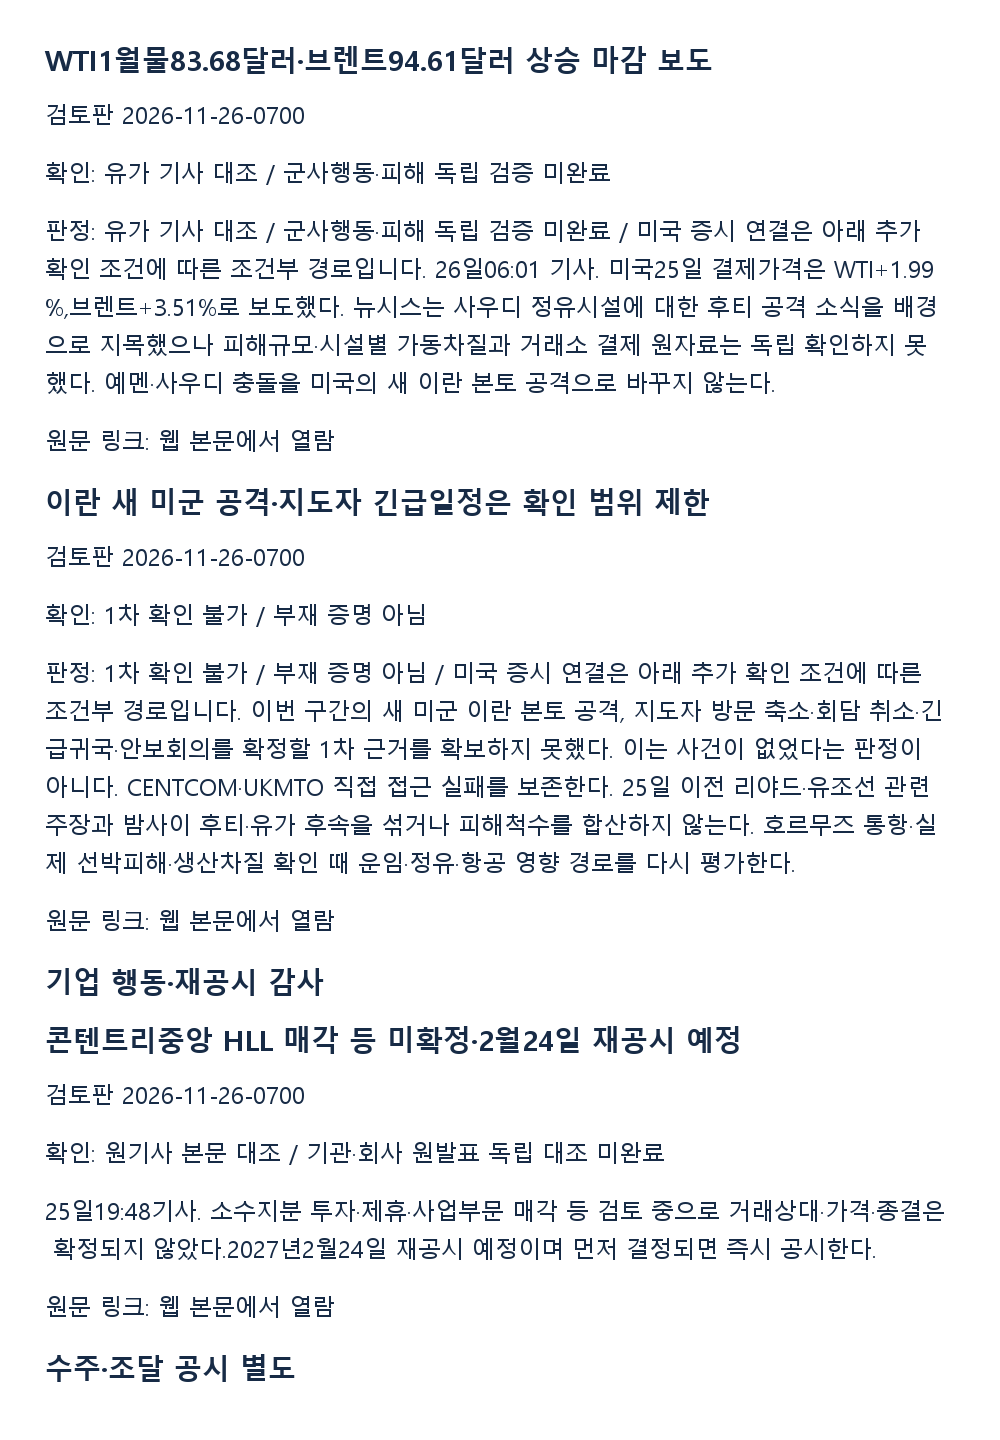 WTI1월물83.68달러·브렌트94.61달러 상승 마감 보도
검토판 2026-11-26-0700
확인: 유가 기사 대조 / 군사행동·피해 독립 검증 미완료
판정: 유가 기사 대조 / 군사행동·피해 독립 검증 미완료 / 미국 증시 연결은 아래 추가
확인 조건에 따른 조건부 경로입니다. 26일06:01 기사. 미국25일 결제가격은 WTI+1.99
%,브렌트+3.51%로 보도했다. 뉴시스는 사우디 정유시설에 대한 후티 공격 소식을 배경
으로 지목했으나 피해규모·시설별 가동차질과 거래소 결제 원자료는 독립 확인하지 못
했다. 예멘·사우디 충돌을 미국의 새 이란 본토 공격으로 바꾸지 않는다.
원문 링크: 웹 본문에서 열람
이란 새 미군 공격·지도자 긴급일정은 확인 범위 제한
검토판 2026-11-26-0700
확인: 1차 확인 불가 / 부재 증명 아님
판정: 1차 확인 불가 / 부재 증명 아님 / 미국 증시 연결은 아래 추가 확인 조건에 따른
조건부 경로입니다. 이번 구간의 새 미군 이란 본토 공격, 지도자 방문 축소·회담 취소·긴
급귀국·안보회의를 확정할 1차 근거를 확보하지 못했다. 이는 사건이 없었다는 판정이
아니다. CENTCOM·UKMTO 직접 접근 실패를 보존한다. 25일 이전 리야드·유조선 관련
주장과 밤사이 후티·유가 후속을 섞거나 피해척수를 합산하지 않는다. 호르무즈 통항·실
제 선박피해·생산차질 확인 때 운임·정유·항공 영향 경로를 다시 평가한다.
원문 링크: 웹 본문에서 열람
기업 행동·재공시 감사
콘텐트리중앙 HLL 매각 등 미확정·2월24일 재공시 예정
검토판 2026-11-26-0700
확인: 원기사 본문 대조 / 기관·회사 원발표 독립 대조 미완료
25일19:48기사. 소수지분 투자·제휴·사업부문 매각 등 검토 중으로 거래상대·가격·종결은
확정되지 않았다.2027년2월24일 재공시 예정이며 먼저 결정되면 즉시 공시한다.
원문 링크: 웹 본문에서 열람
수주·조달 공시 별도